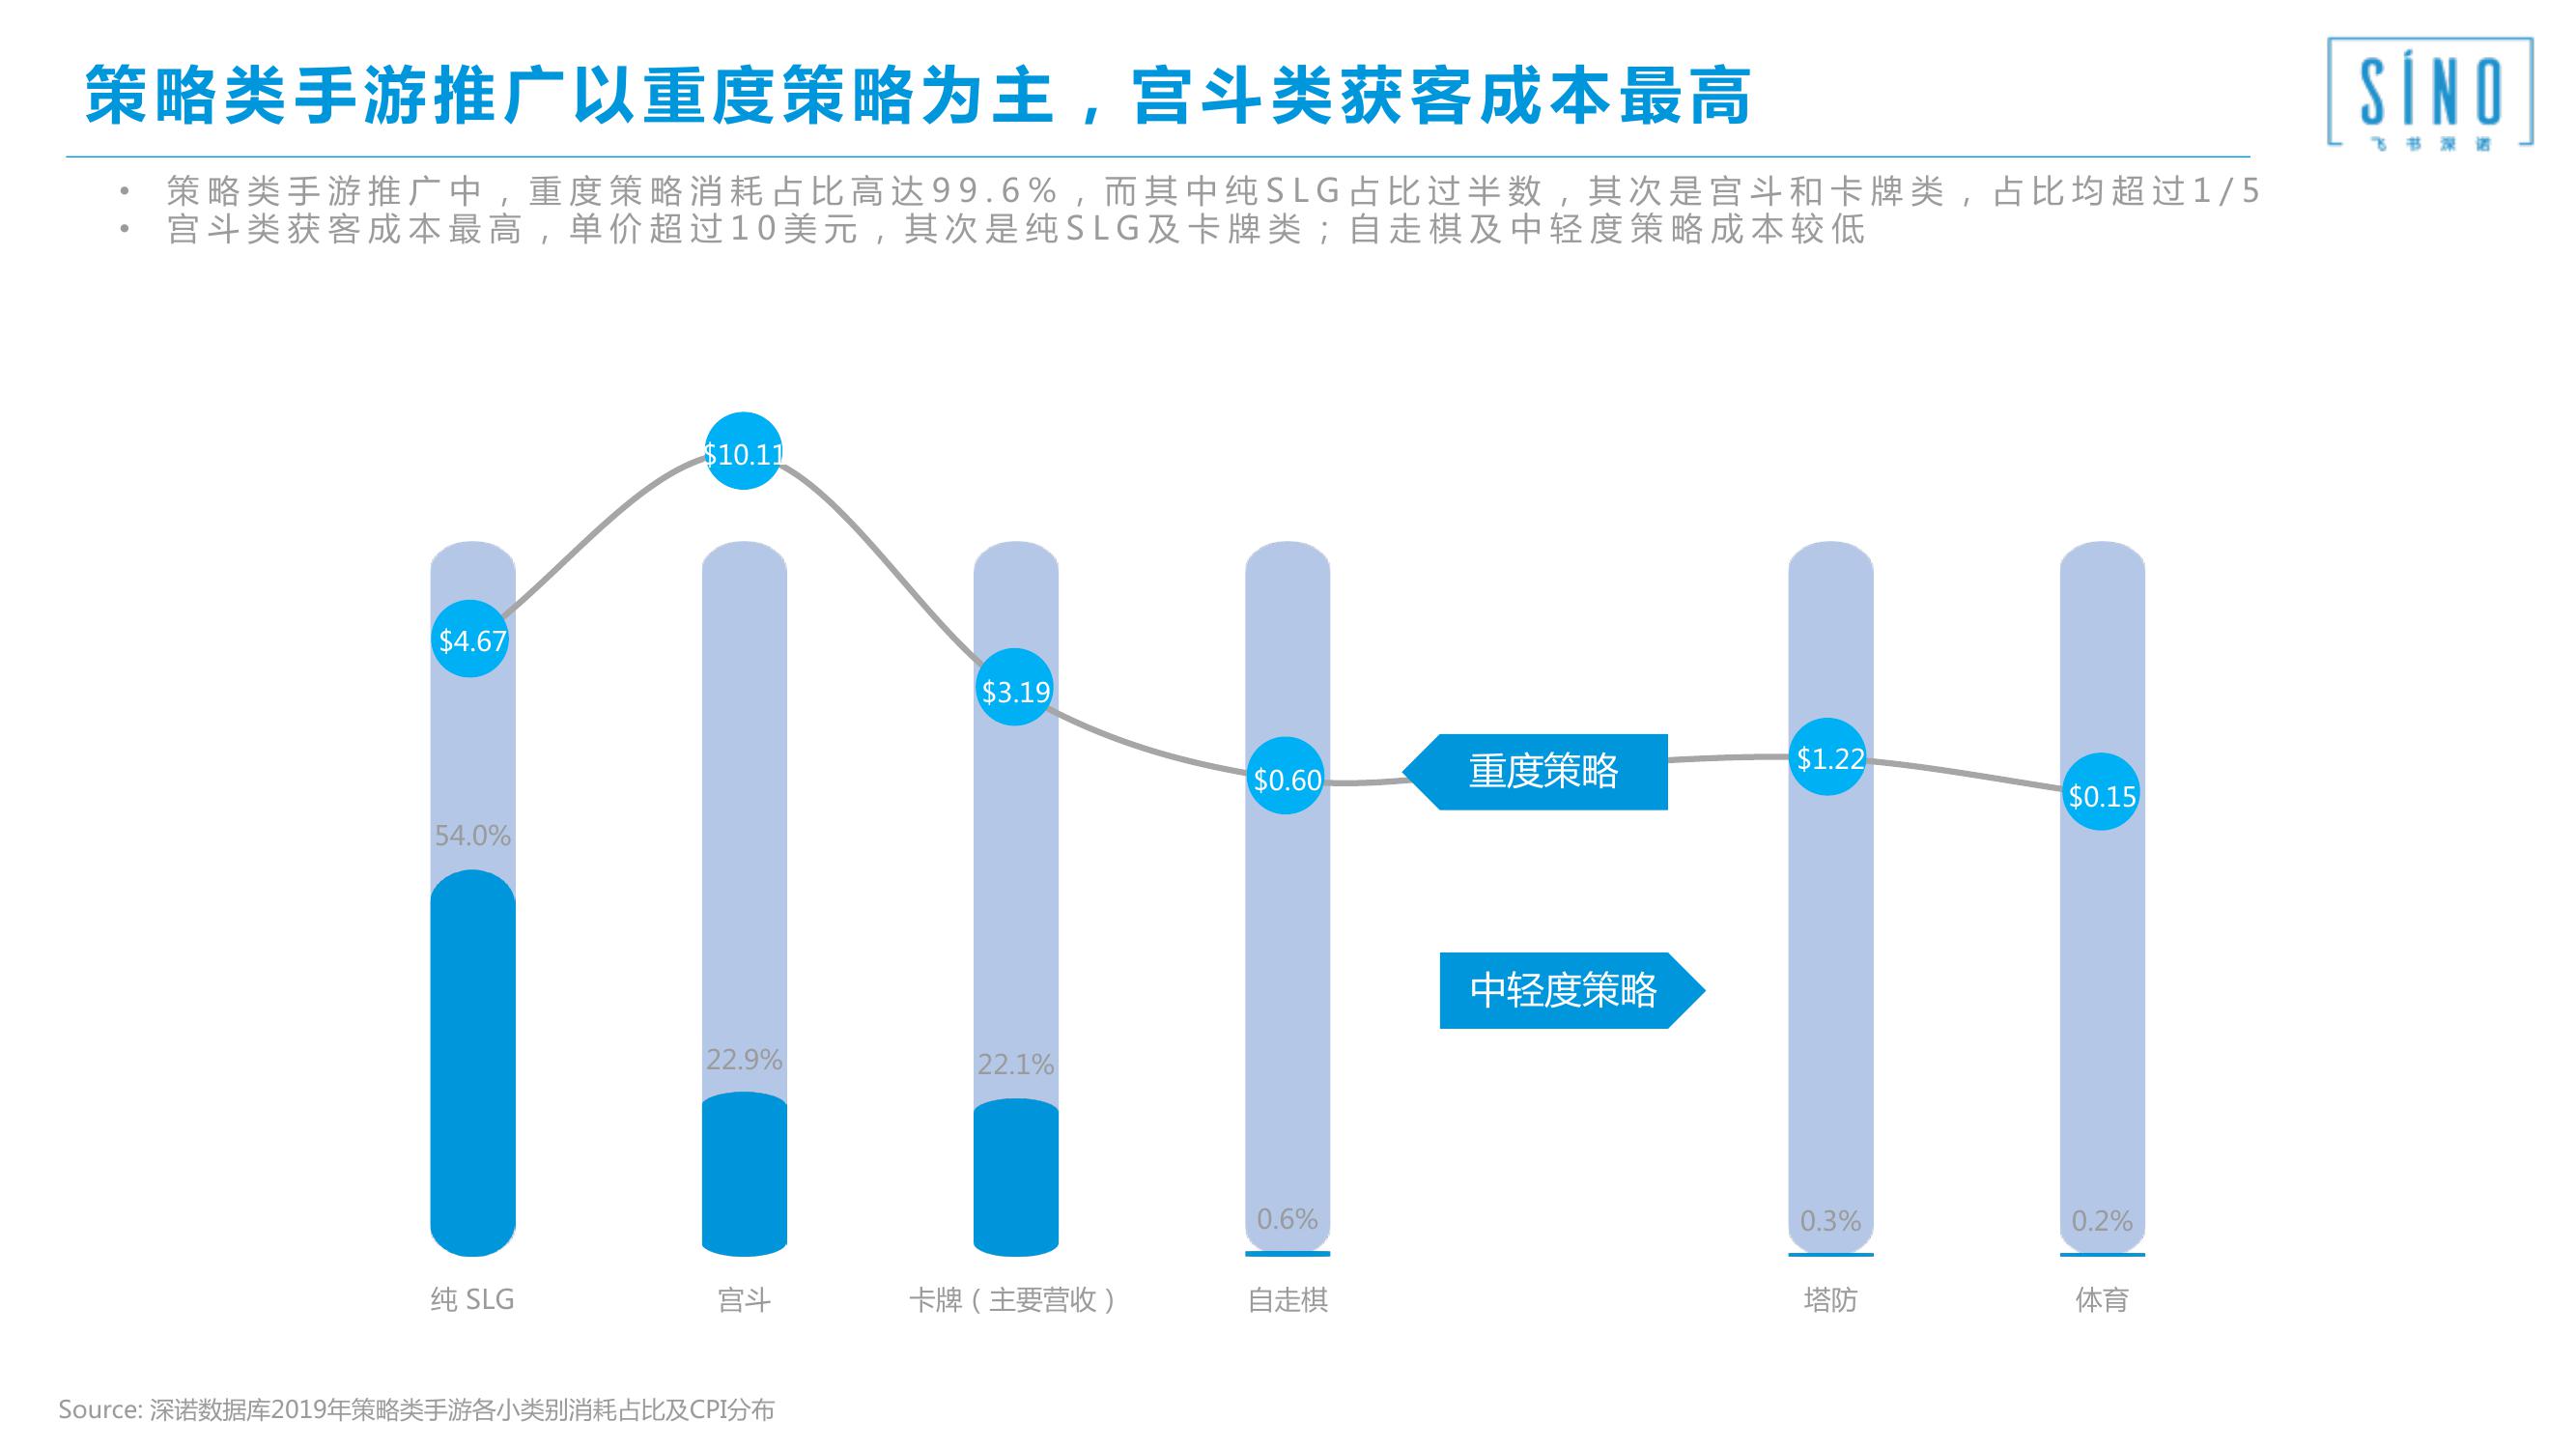 策略类手游推广以重度策略为主，宫斗类获客成本最高
SÍNO
飞书深诺
• 策略类手游推广中，重度策略消耗占比高达99.6%，而其中纯SLG占比过半数，其次是宫斗和卡牌类，占比均超过1/5
• 宫斗类获客成本最高，单价超过10美元，其次是纯SLG及卡牌类；自走棋及中轻度策略成本较低
$10.11
$4.67
$3.19
$0.60
重度策略
$1.22
$0.15
54.0%
中轻度策略
22.9%
22.1%
0.6%
0.3%
0.2%
纯 SLG
宫斗
卡牌（主要营收）
自走棋
塔防
体育
Source: 深诺数据库2019年策略类手游各小类别消耗占比及CPI分布